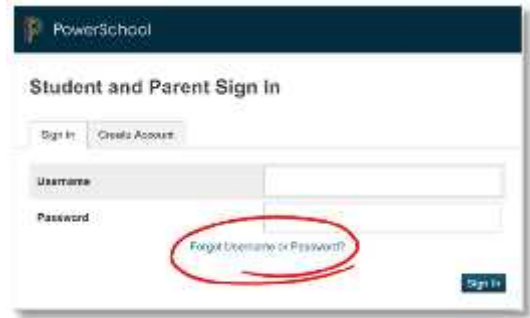 PowerSchool
Student and Parent Sign In
Sign In Create Account
Username
Password
Forgot Username or Password?
Sign In